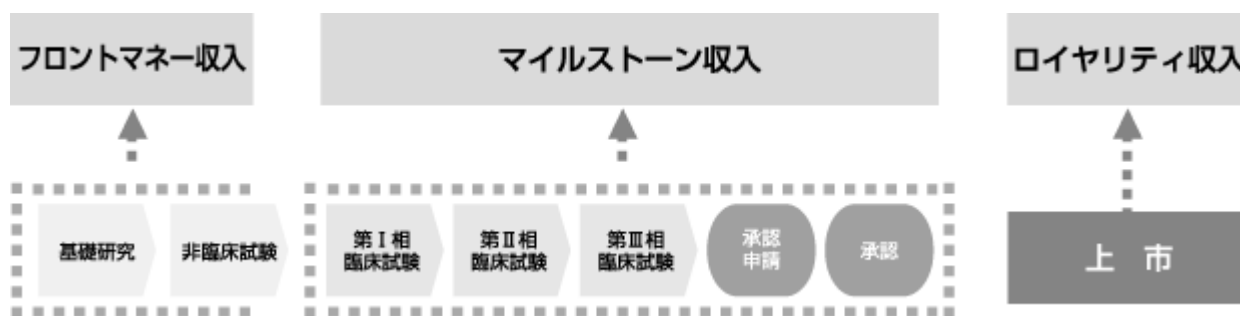 フロントマネー収入
マイルストーン収入
ロイヤリティ収入
基礎研究
非臨床試験
第Ⅰ相
臨床試験
第Ⅱ相
臨床試験
第Ⅲ相
臨床試験
承認
申請
承認
上 市